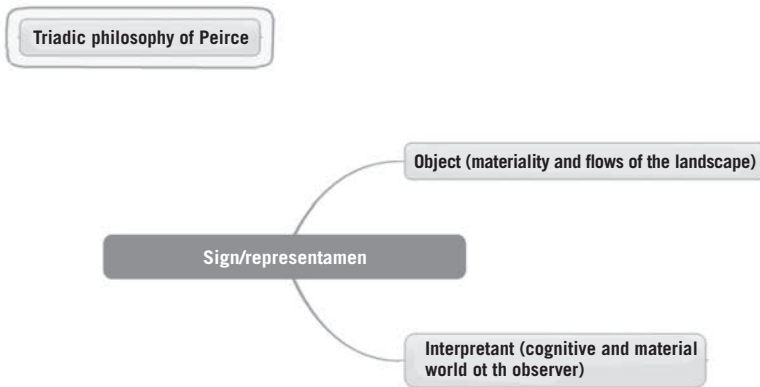 Triadic philosophy of Peirce
Object (materiality and flows of the landscape)
Sign/representamen
Interpretant (cognitive and material
world ot th observer)